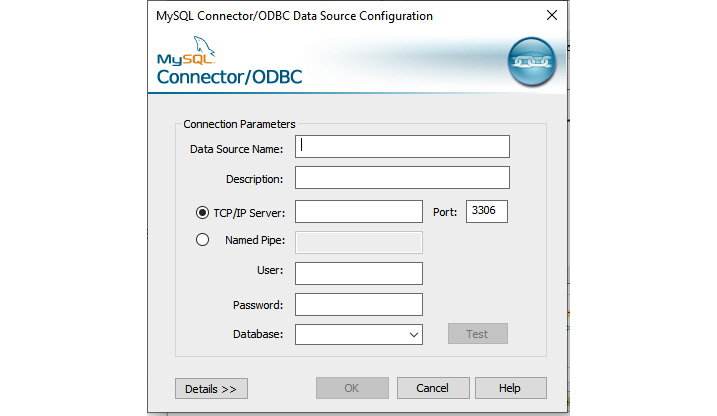 MySQL Connector/ODBC Data Source Configuration
MySQL
Connector/ODBC
Connection Parameters
Data Source Name:
Description:
TCP/IP Server: Port: 3306
Named Pipe:
User:
Password:
Database: Test
Details >> OK Cancel Help